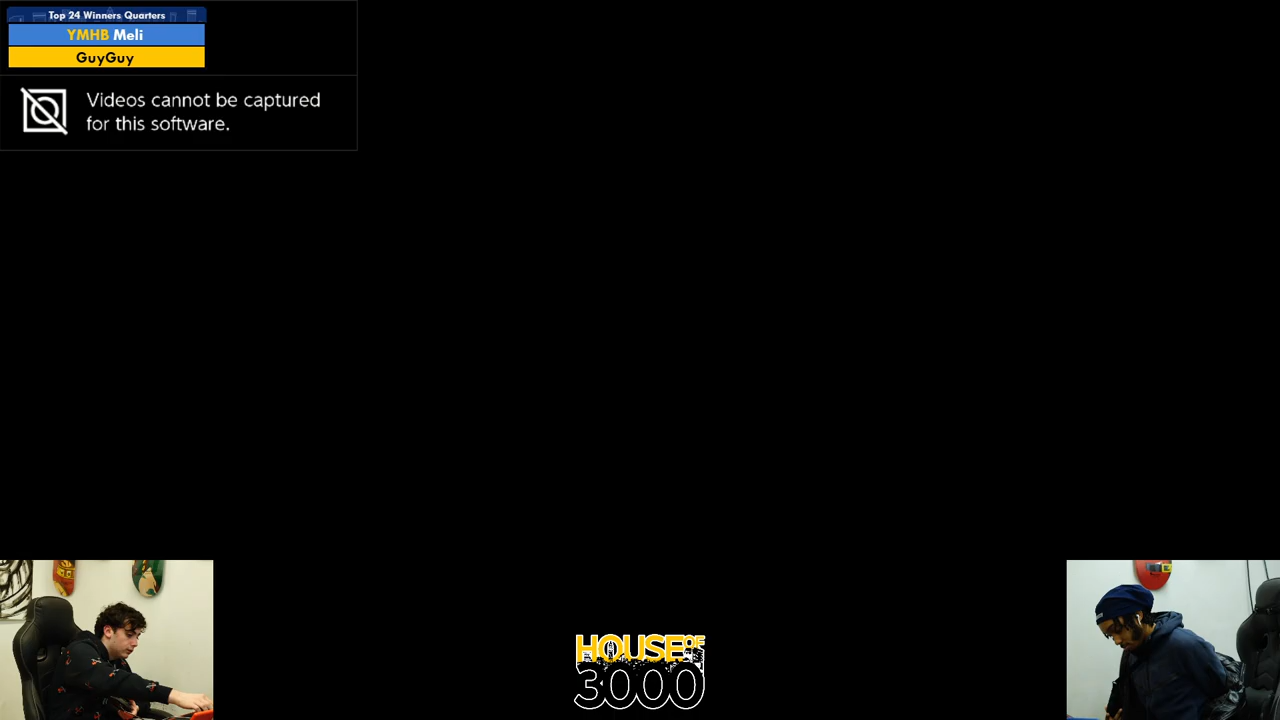 Top 24 Winners Quarters
YMHB Meli
GuyGuy
Videos cannot be captured
for this software.
HOUSE OF
3000